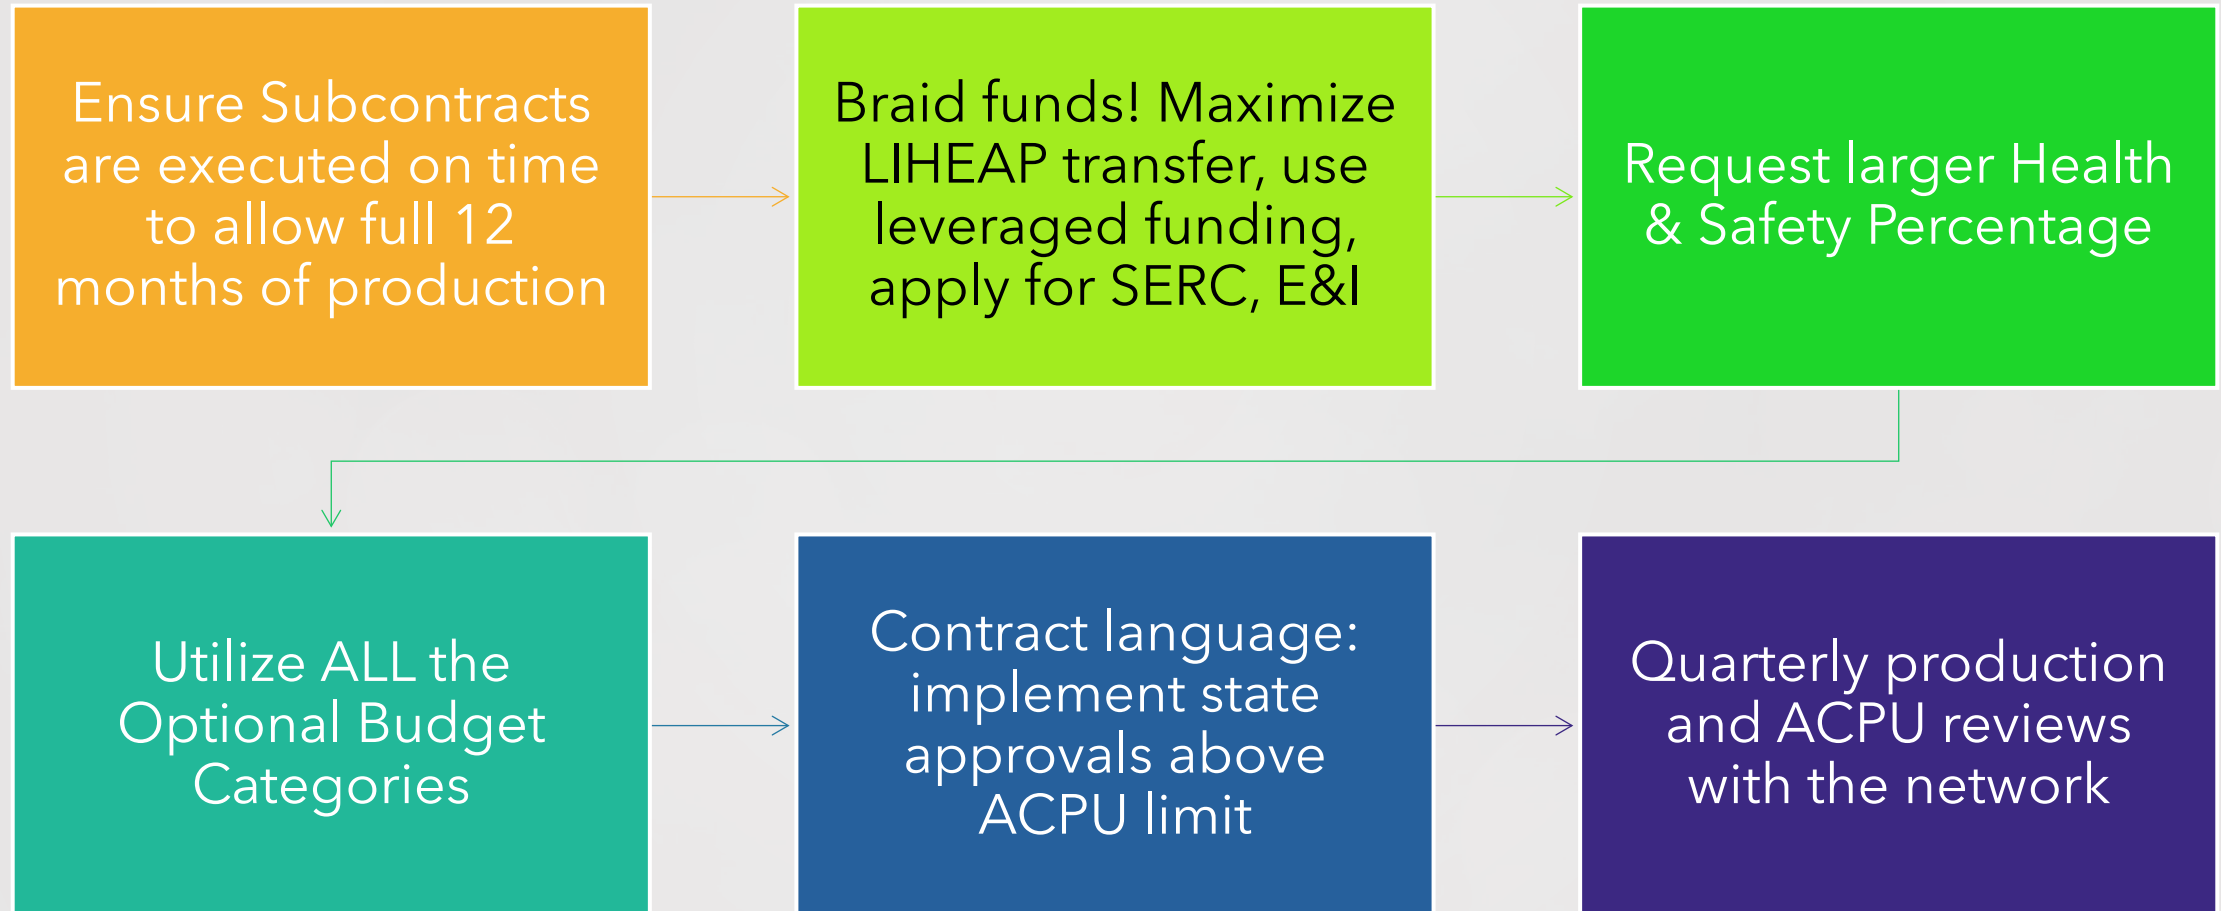 Ensure Subcontracts
are executed on time
to allow full 12
months of production
Braid funds! Maximize
LIHEAP transfer, use
leveraged funding,
apply for SERC, E&I
Request larger Health
& Safety Percentage
Utilize ALL the
Optional Budget
Categories
Contract language:
implement state
approvals above
ACPU limit
Quarterly production
and ACPU reviews
with the network